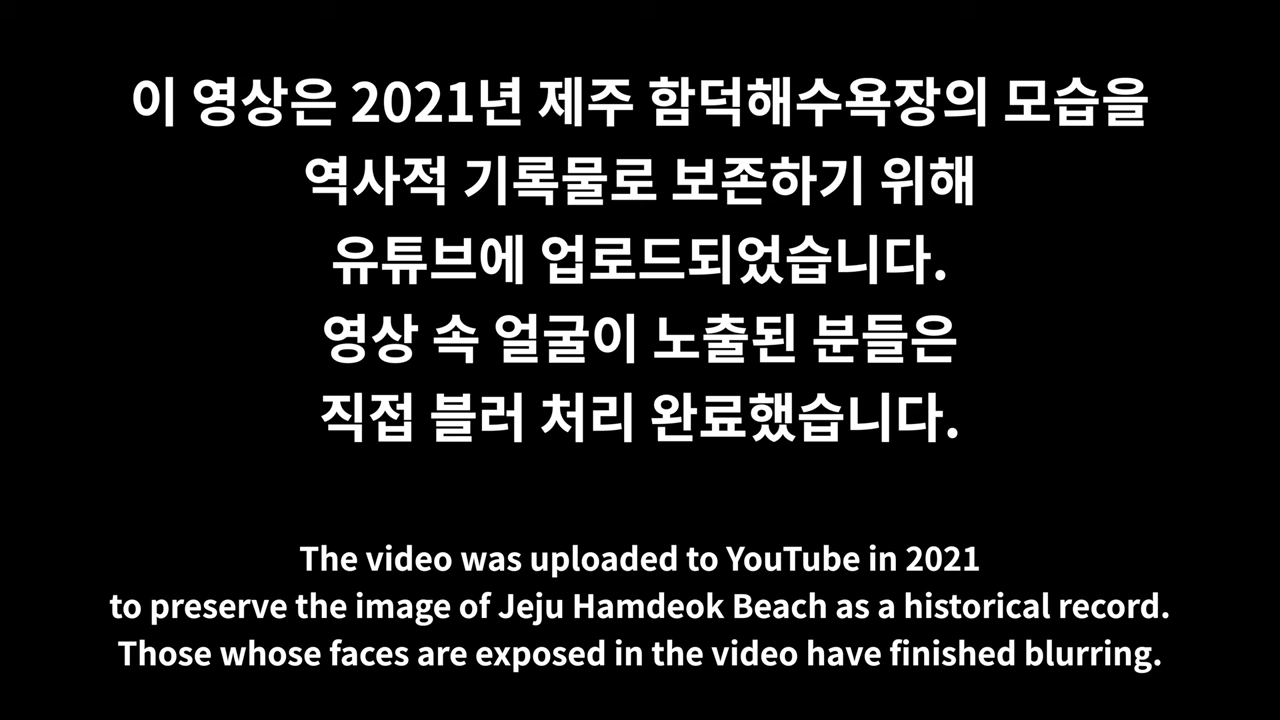 이 영상은 2021년 제주 함덕해수욕장의 모습을
역사적 기록물로 보존하기 위해
유튜브에 업로드되었습니다.
영상 속 얼굴이 노출된 분들은
직접 블러 처리 완료했습니다.
The video was uploaded to YouTube in 2021
to preserve the image of Jeju Hamdeok Beach as a historical record.
Those whose faces are exposed in the video have finished blurring.